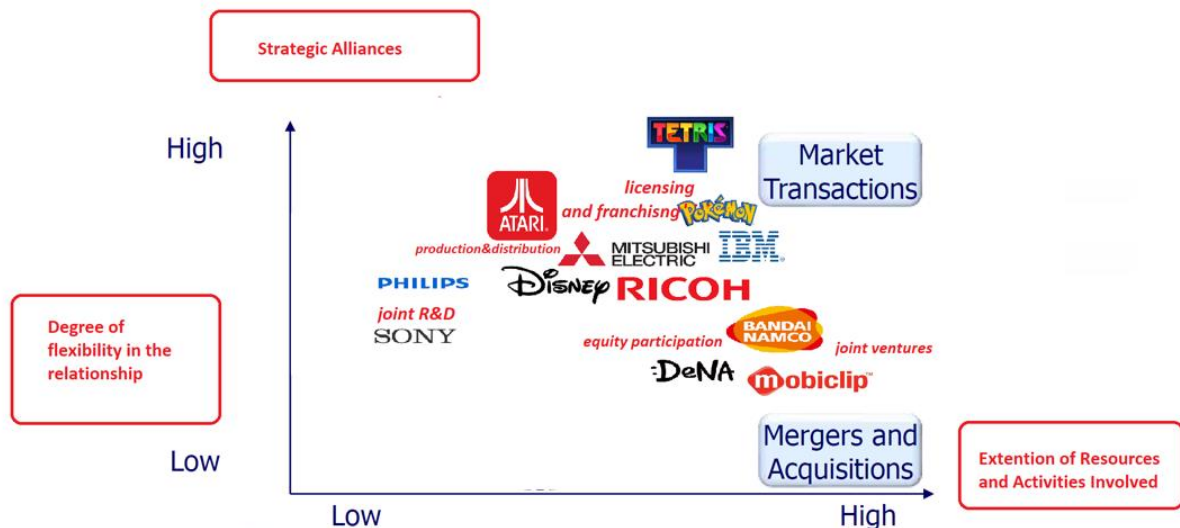 Strategic Alliances
High
TETRIS
Market
Transactions
licensing
and franchisng
POKéMON
ATARI
production&distribution
MITSUBISHI
ELECTRIC
IBM
PHILIPS
DISNEY
RICOH
Degree of
flexibility in the
relationship
joint R&D
SONY
equity participation
BANDAI
NAMCO
joint ventures
:DeNA
mobiclip™
Low
Mergers and
Acquisitions
Extention of Resources
and Activities Involved
Low
High